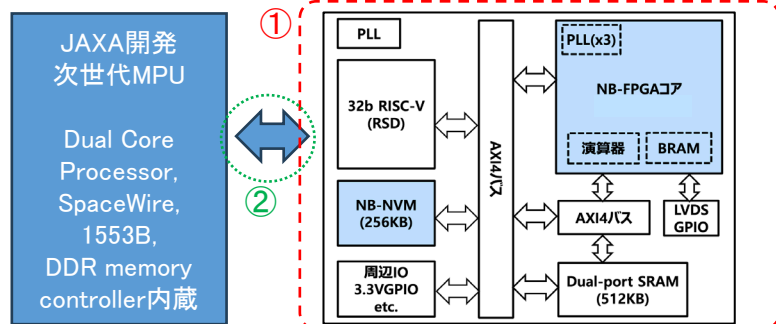 JAXA開発
次世代MPU
Dual Core
Processor,
SpaceWire,
1553B,
DDR memory
controller内蔵
①
②
PLL
32b RISC-V
(RSD)
NB-NVM
(256KB)
周辺IO
3.3VGPIO
etc.
AXI4バス
PLL(x3)
NB-FPGAコア
演算器
BRAM
AXI4バス
LVDS
GPIO
Dual-port SRAM
(512KB)